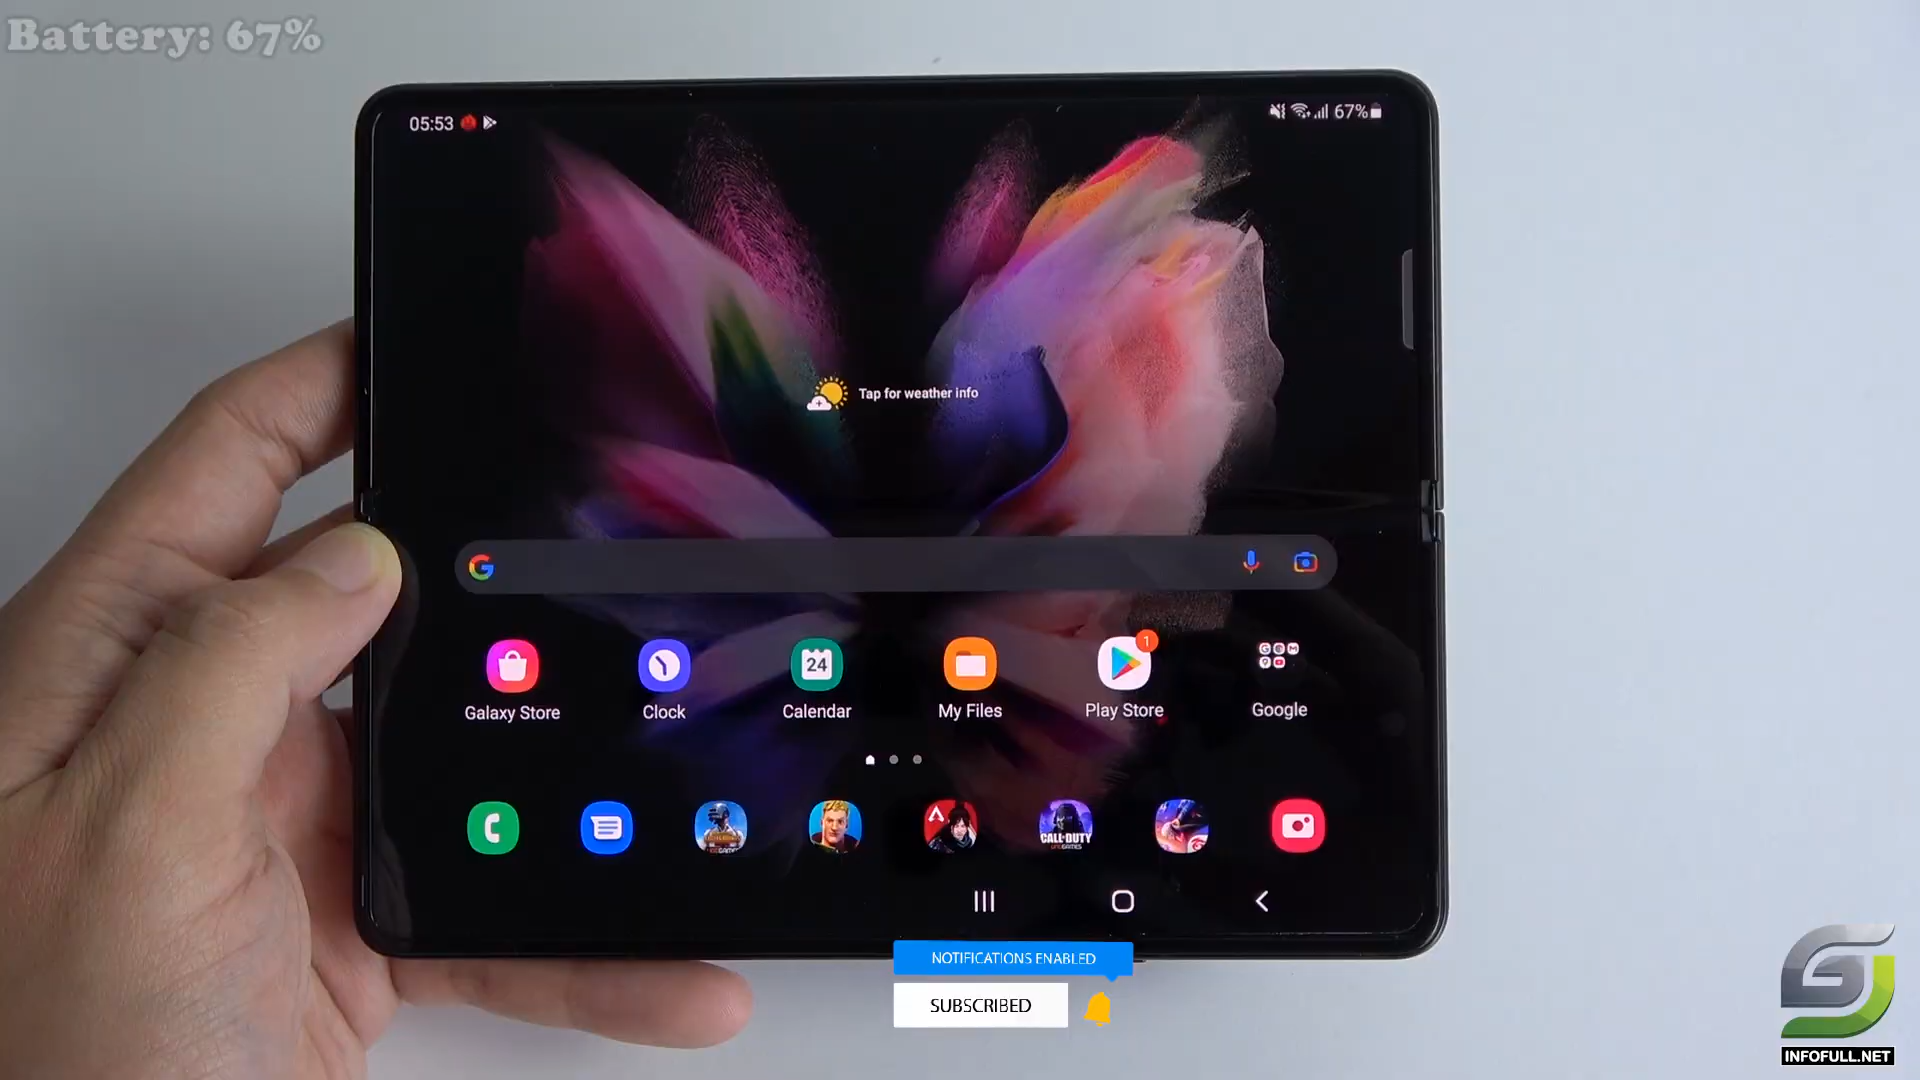 Battery: 67%
05:53
67%
Tap for weather info
24
1
Galaxy Store
Clock
Calendar
My Files
Play Store
Google
CALL·DUTY
NOTIFICATIONS ENABLED
SUBSCRIBED
INFOFULL.NET